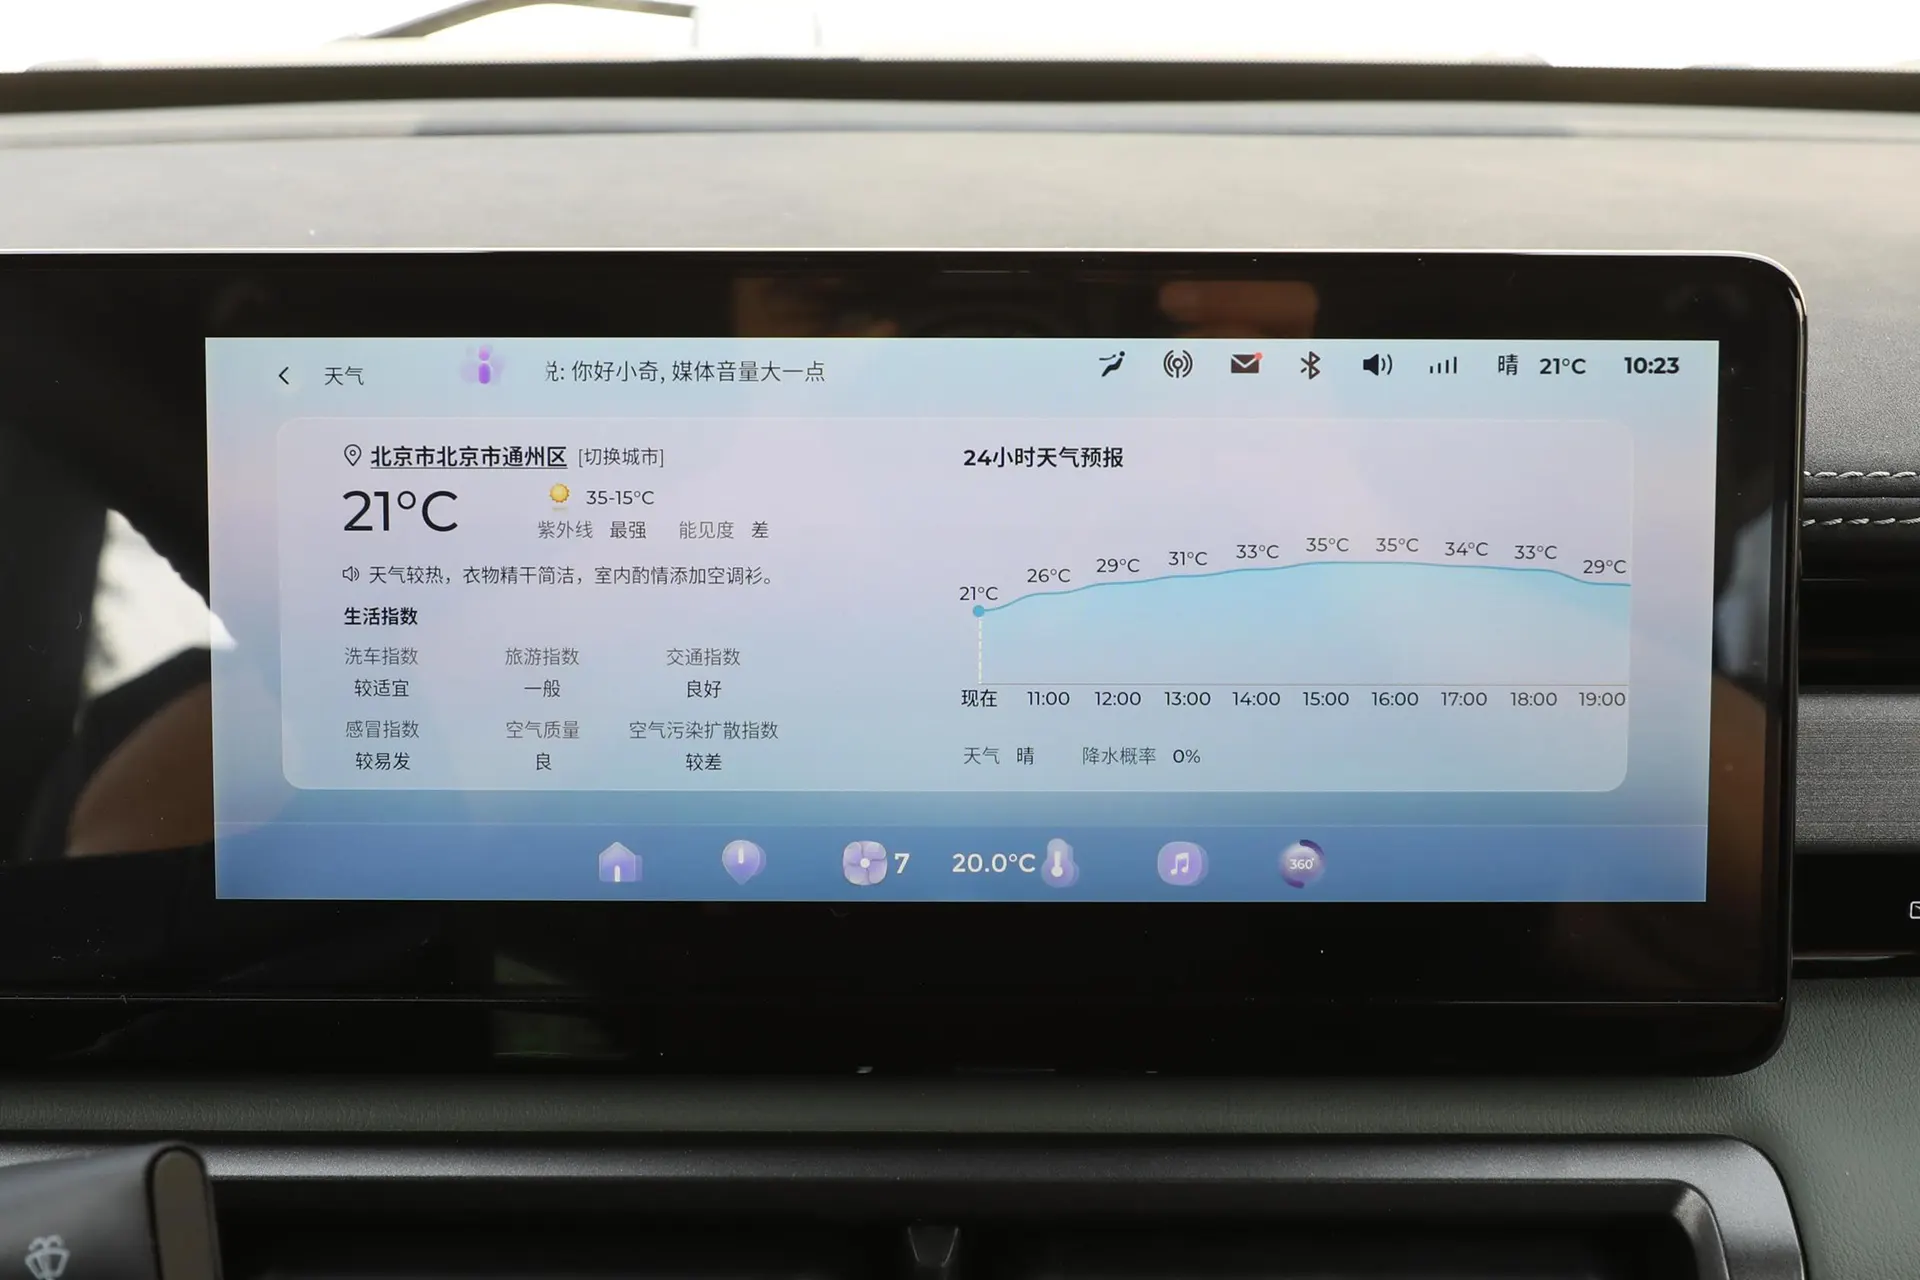 天气 说: 你好小奇, 媒体音量大一点 晴 21°C 10:23
北京市北京市通州区 [切换城市]
21°C
35-15°C
紫外线 最强 能见度 差
天气较热，衣物精干简洁，室内酌情添加空调衫。
生活指数
洗车指数 旅游指数 交通指数
较适宜 一般 良好
感冒指数 空气质量 空气污染扩散指数
较易发 良 较差
24小时天气预报
21°C 26°C 29°C 31°C 33°C 35°C 35°C 34°C 33°C 29°C
现在 11:00 12:00 13:00 14:00 15:00 16:00 17:00 18:00 19:00
天气 晴 降水概率 0%
7 20.0°C 360°